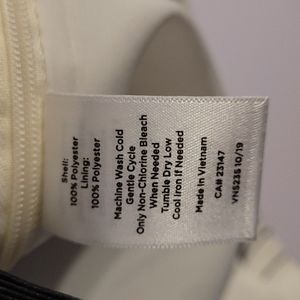 Shell:
100% Polyester
Lining:
100% Polyester
Machine Wash Cold
Gentle Cycle
Only Non-Chlorine Bleach
When Needed
Tumble Dry Low
Cool Iron If Needed
Made in Vietnam
CA# 23147
VN5235 10/19